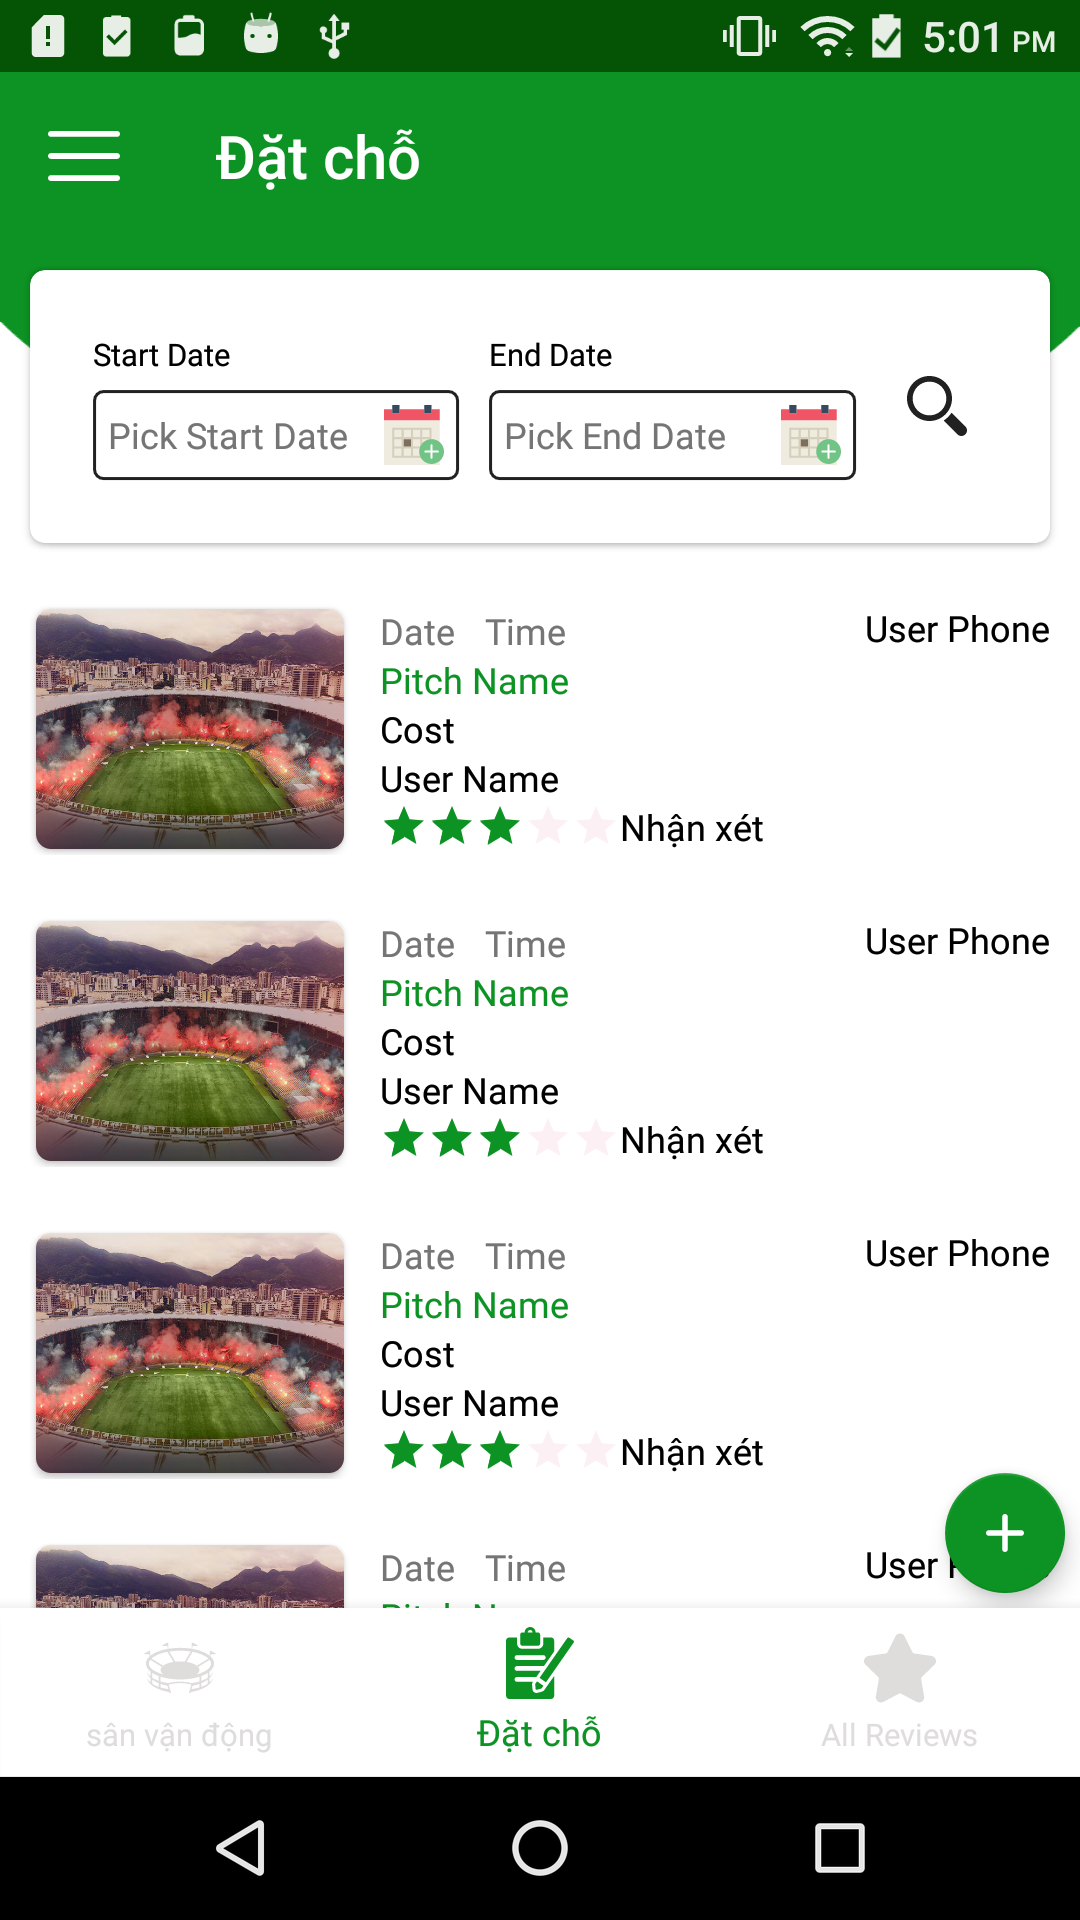 5:01 PM
Đặt chỗ
Start Date
End Date
Pick Start Date
Pick End Date
Date Time
User Phone
Pitch Name
Cost
User Name
Nhận xét
Date Time
User Phone
Pitch Name
Cost
User Name
Nhận xét
Date Time
User Phone
Pitch Name
Cost
User Name
Nhận xét
Date Time
User
sân vận động
Đặt chỗ
All Reviews